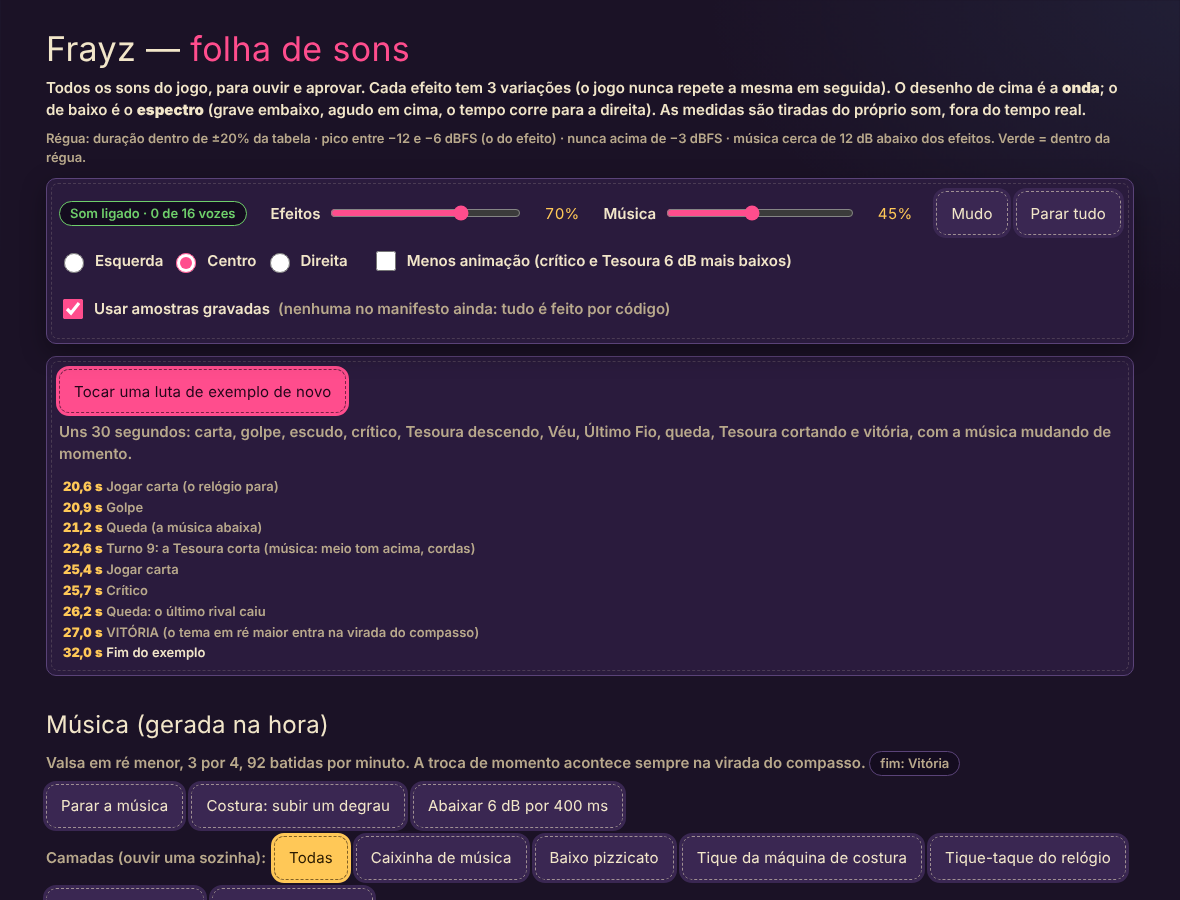 Frayz — folha de sons
Todos os sons do jogo, para ouvir e aprovar. Cada efeito tem 3 variações (o jogo nunca repete a mesma em seguida). O desenho de cima é a onda; o
de baixo é o espectro (grave embaixo, agudo em cima, o tempo corre para a direita). As medidas são tiradas do próprio som, fora do tempo real.
Régua: duração dentro de ±20% da tabela · pico entre −12 e −6 dBFS (o do efeito) · nunca acima de −3 dBFS · música cerca de 12 dB abaixo dos efeitos. Verde = dentro da
régua.
Som ligado · 0 de 16 vozes Efeitos 70% Música 45% Mudo Parar tudo
Esquerda Centro Direita Menos animação (crítico e Tesoura 6 dB mais baixos)
Usar amostras gravadas (nenhuma no manifesto ainda: tudo é feito por código)
Tocar uma luta de exemplo de novo
Uns 30 segundos: carta, golpe, escudo, crítico, Tesoura descendo, Véu, Último Fio, queda, Tesoura cortando e vitória, com a música mudando de
momento.
20,6 s Jogar carta (o relógio para)
20,9 s Golpe
21,2 s Queda (a música abaixa)
22,6 s Turno 9: a Tesoura corta (música: meio tom acima, cordas)
25,4 s Jogar carta
25,7 s Crítico
26,2 s Queda: o último rival caiu
27,0 s VITÓRIA (o tema em ré maior entra na virada do compasso)
32,0 s Fim do exemplo
Música (gerada na hora)
Valsa em ré menor, 3 por 4, 92 batidas por minuto. A troca de momento acontece sempre na virada do compasso. fim: Vitória
Parar a música Costura: subir um degrau Abaixar 6 dB por 400 ms
Camadas (ouvir uma sozinha): Todas Caixinha de música Baixo pizzicato Tique da máquina de costura Tique-taque do relógio